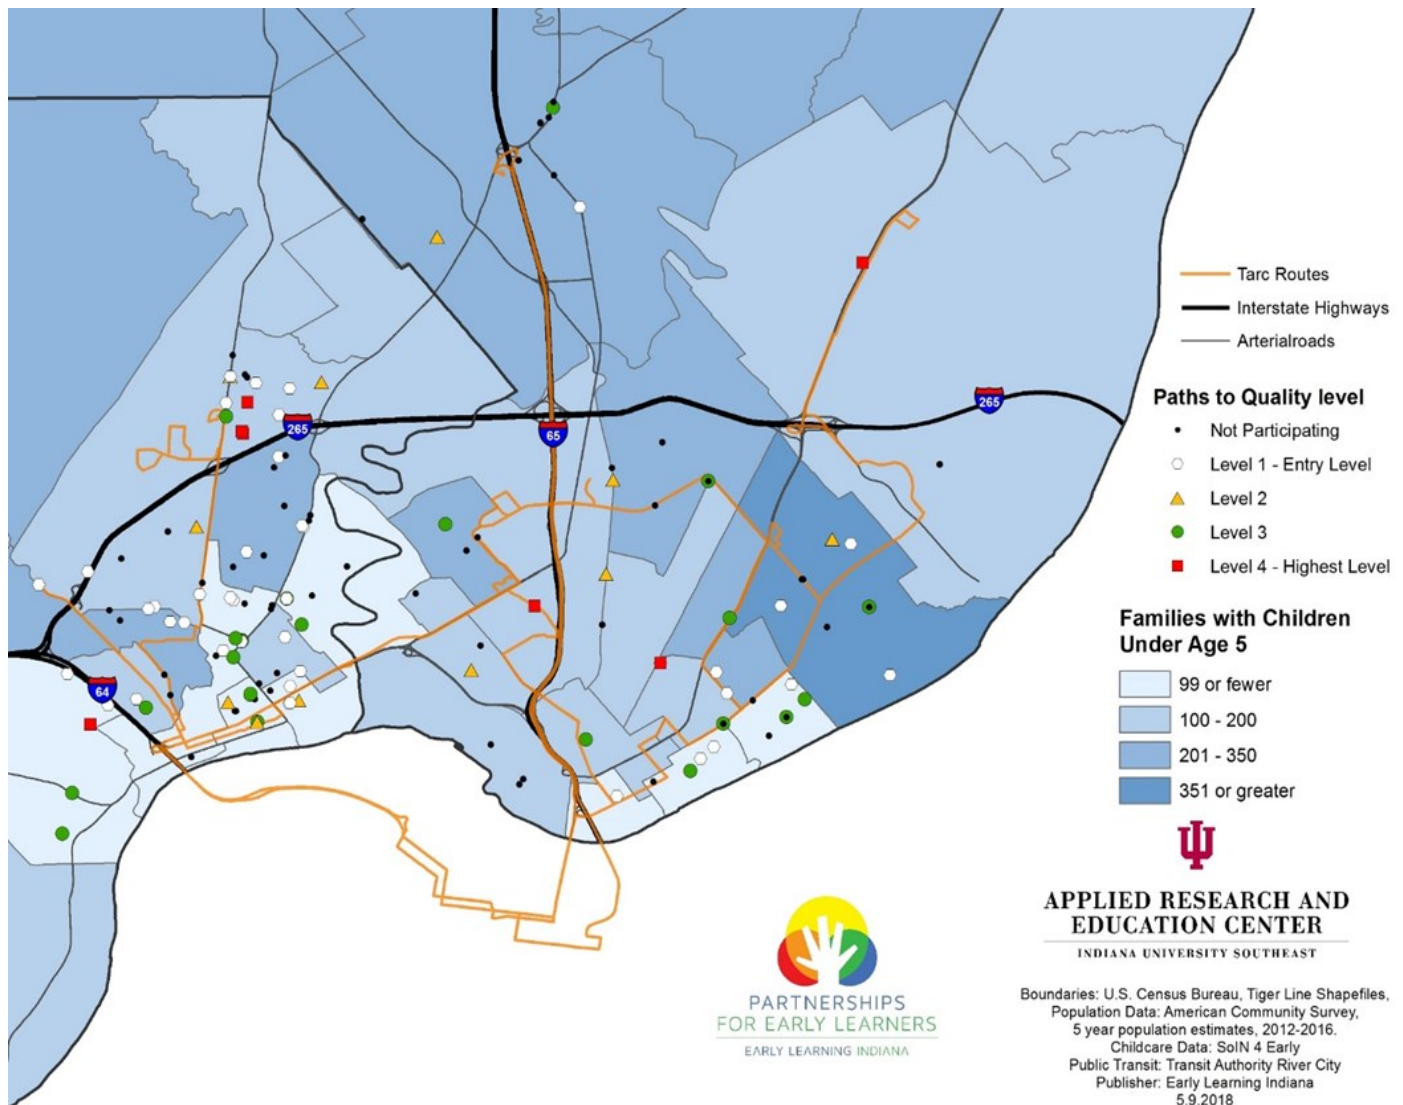 265
65
265
64
Tarc Routes
Interstate Highways
Arterialroads
Paths to Quality level
Not Participating
Level 1 - Entry Level
Level 2
Level 3
Level 4 - Highest Level
Families with Children
Under Age 5
99 or fewer
100 - 200
201 - 350
351 or greater
APPLIED RESEARCH AND
EDUCATION CENTER
INDIANA UNIVERSITY SOUTHEAST
PARTNERSHIPS
FOR EARLY LEARNERS
EARLY LEARNING INDIANA
Boundaries: U.S. Census Bureau, Tiger Line Shapefiles,
Population Data: American Community Survey,
5 year population estimates, 2012-2016.
Childcare Data: SoIN 4 Early
Public Transit: Transit Authority River City
Publisher: Early Learning Indiana
5.9.2018